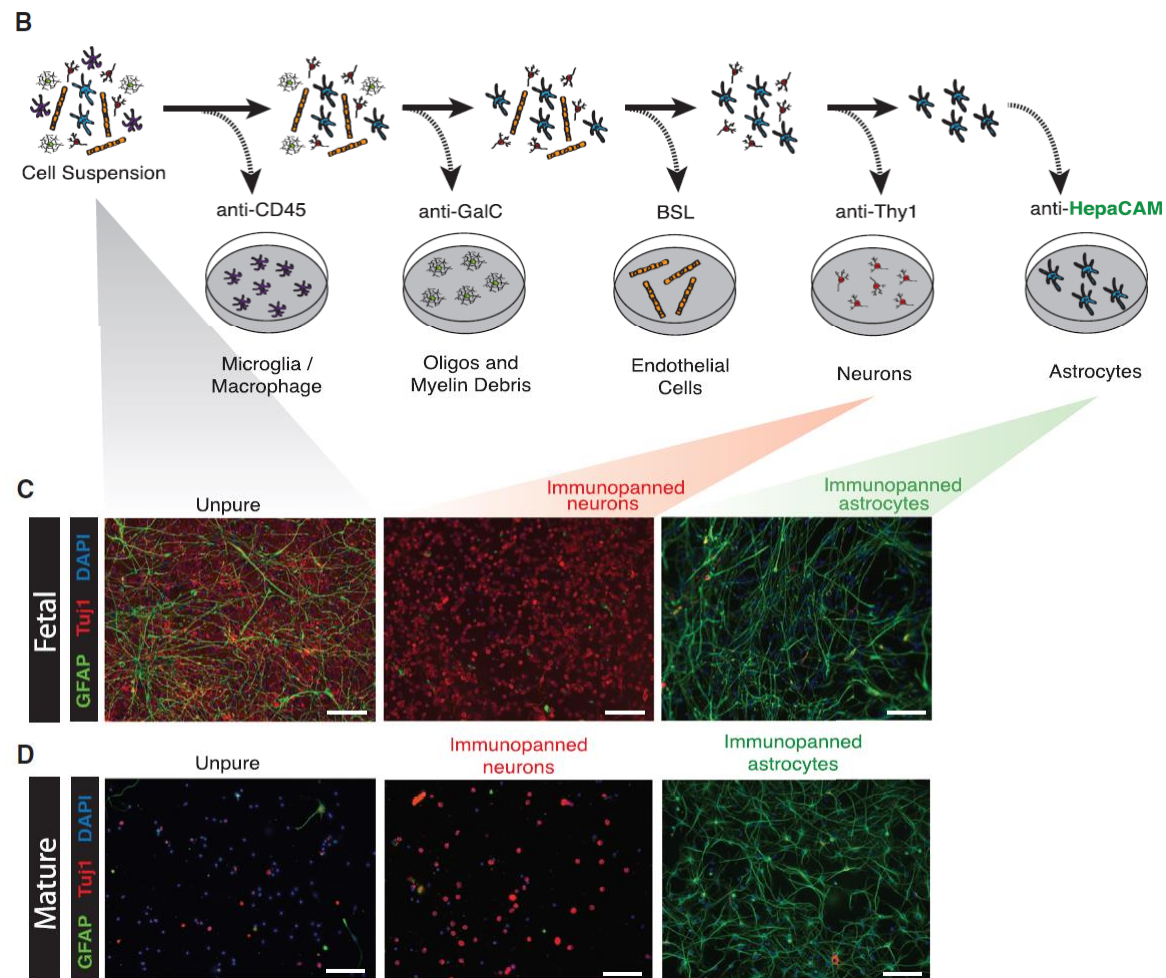 B
Cell Suspension
anti-CD45
anti-GalC
BSL
anti-Thy1
anti-HepaCAM
Microglia /
Macrophage
Oligos and
Myelin Debris
Endothelial
Cells
Neurons
Astrocytes
C
Unpure
Immunopanned
neurons
Immunopanned
astrocytes
Fetal
GFAP Tuj1 DAPI
D
Unpure
Immunopanned
neurons
Immunopanned
astrocytes
Mature
GFAP Tuj1 DAPI